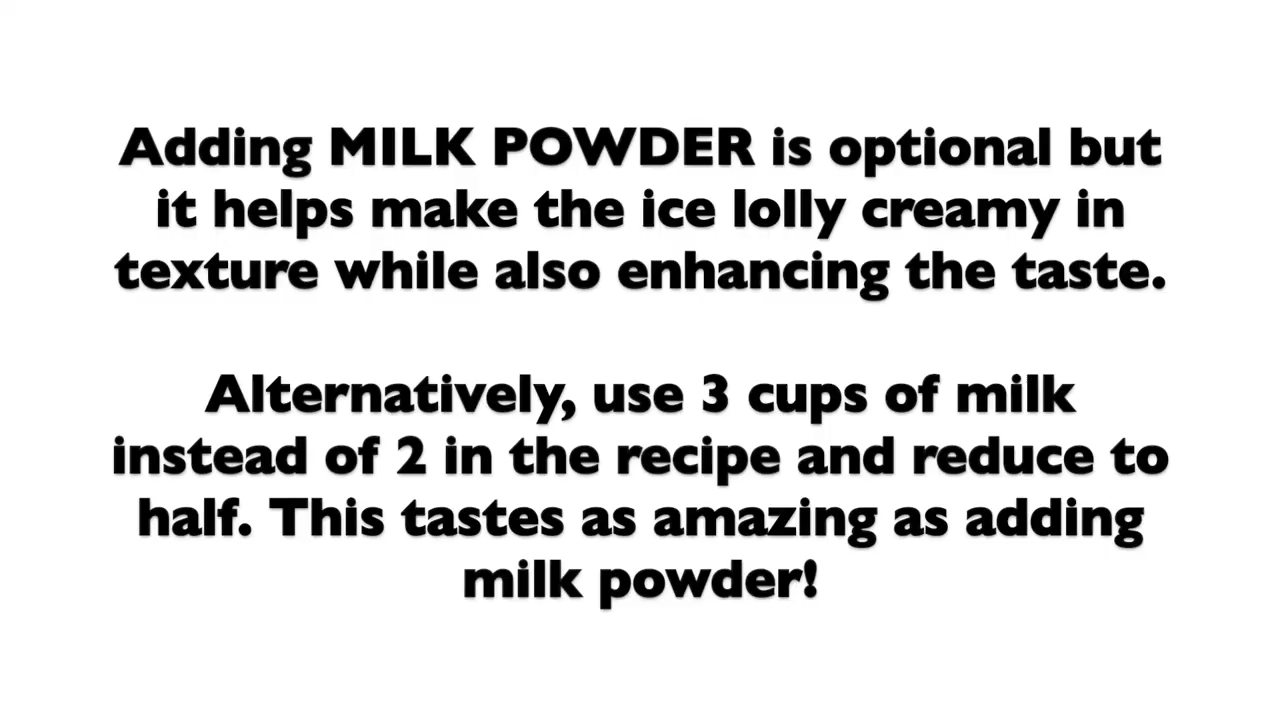 Adding MILK POWDER is optional but
it helps make the ice lolly creamy in
texture while also enhancing the taste.
Alternatively, use 3 cups of milk
instead of 2 in the recipe and reduce to
half. This tastes as amazing as adding
milk powder!